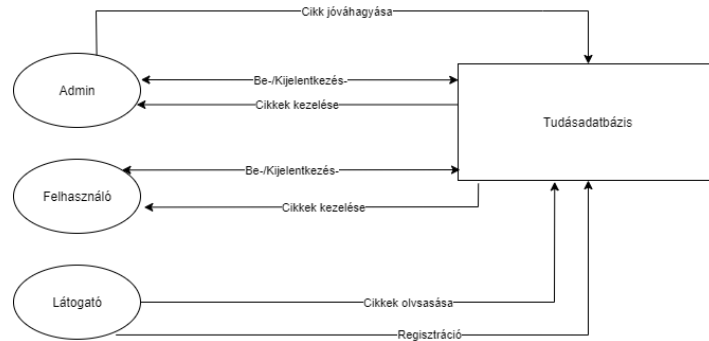 Cikk jóváhagyása
Admin
Be-/Kijelentkezés-
Cikkek kezelése
Tudásadatbázis
Be-/Kijelentkezés-
Felhasználó
Cikkek kezelése
Látogató
Cikkek olvsasása
Regisztráció